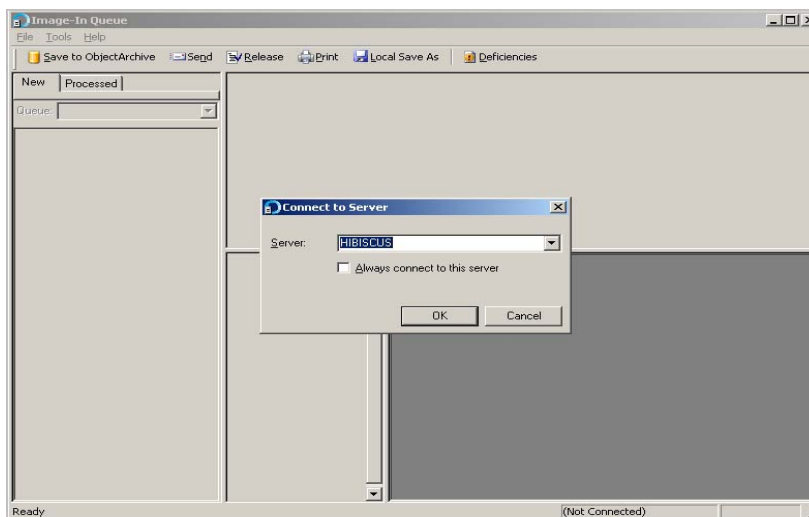 Image-In Queue
File Tools Help
Save to ObjectArchive Send Release Print Local Save As Deficiencies
New Processed
Queue:
Connect to Server
Server: HIBISCUS
Always connect to this server
OK Cancel
Ready (Not Connected)